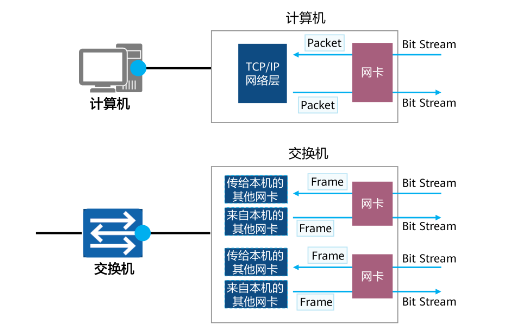 计算机
TCP/IP
网络层
Packet
Packet
网卡
Bit Stream
Bit Stream
计算机
交换机
传给本机的
其他网卡
来自本机的
其他网卡
Frame
Frame
网卡
Bit Stream
Bit Stream
传给本机的
其他网卡
来自本机的
其他网卡
Frame
Frame
网卡
Bit Stream
Bit Stream
交换机